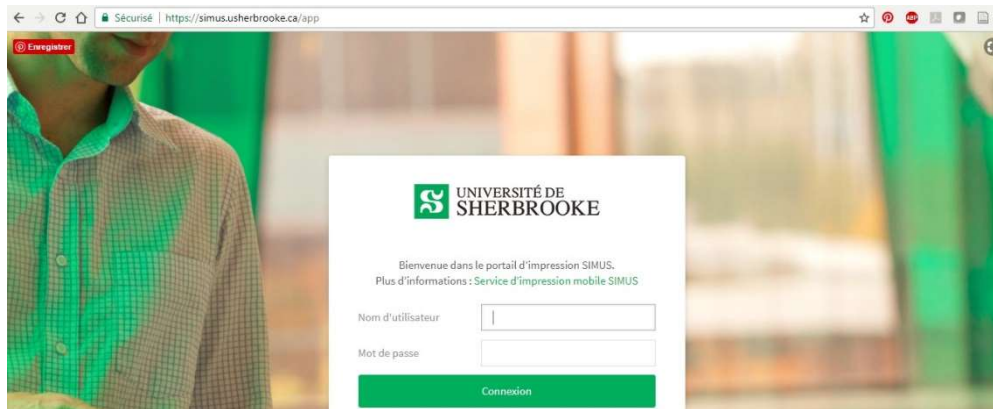 Sécurisé | https://simus.usherbrooke.ca/app
Enregistrer
UNIVERSITÉ DE
SHERBROOKE
Bienvenue dans le portail d'impression SIMUS.
Plus d'informations : Service d'impression mobile SIMUS
Nom d'utilisateur
Mot de passe
Connexion